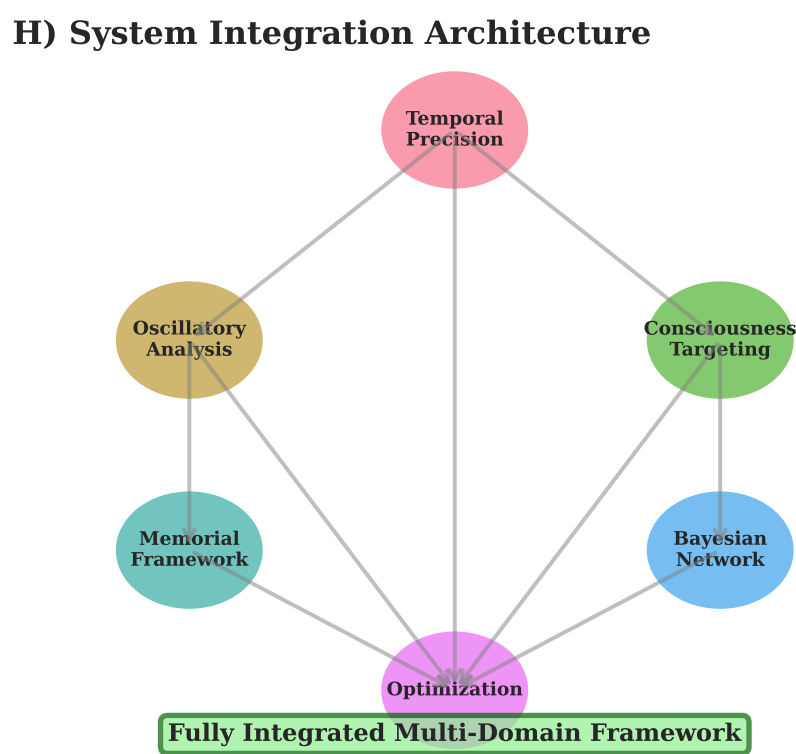 H) System Integration Architecture
Temporal
Precision
Oscillatory
Analysis
Consciousness
Targeting
Memorial
Framework
Bayesian
Network
Optimization
Fully Integrated Multi-Domain Framework